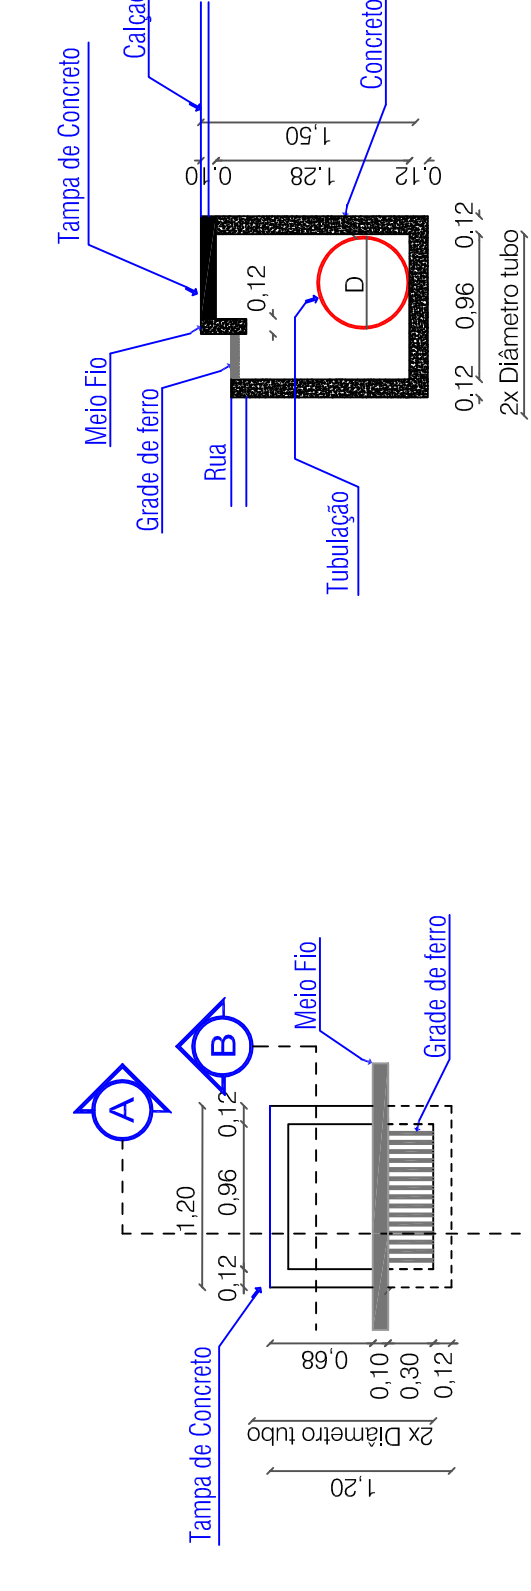 Tampa de Concreto
Calça
Concreto
1,50
0.10
1.28
0.12
Meio Fio
Grade de ferro
Rua
Tubulação
0,12
D
0,12
0,96
0,12
2x Diâmetro tubo
A
B
Meio Fio
Grade de ferro
1,20
0,12
0,96
0,12
Tampa de Concreto
0,68
0,10
0,30
0,12
2x Diâmetro tubo
1,20